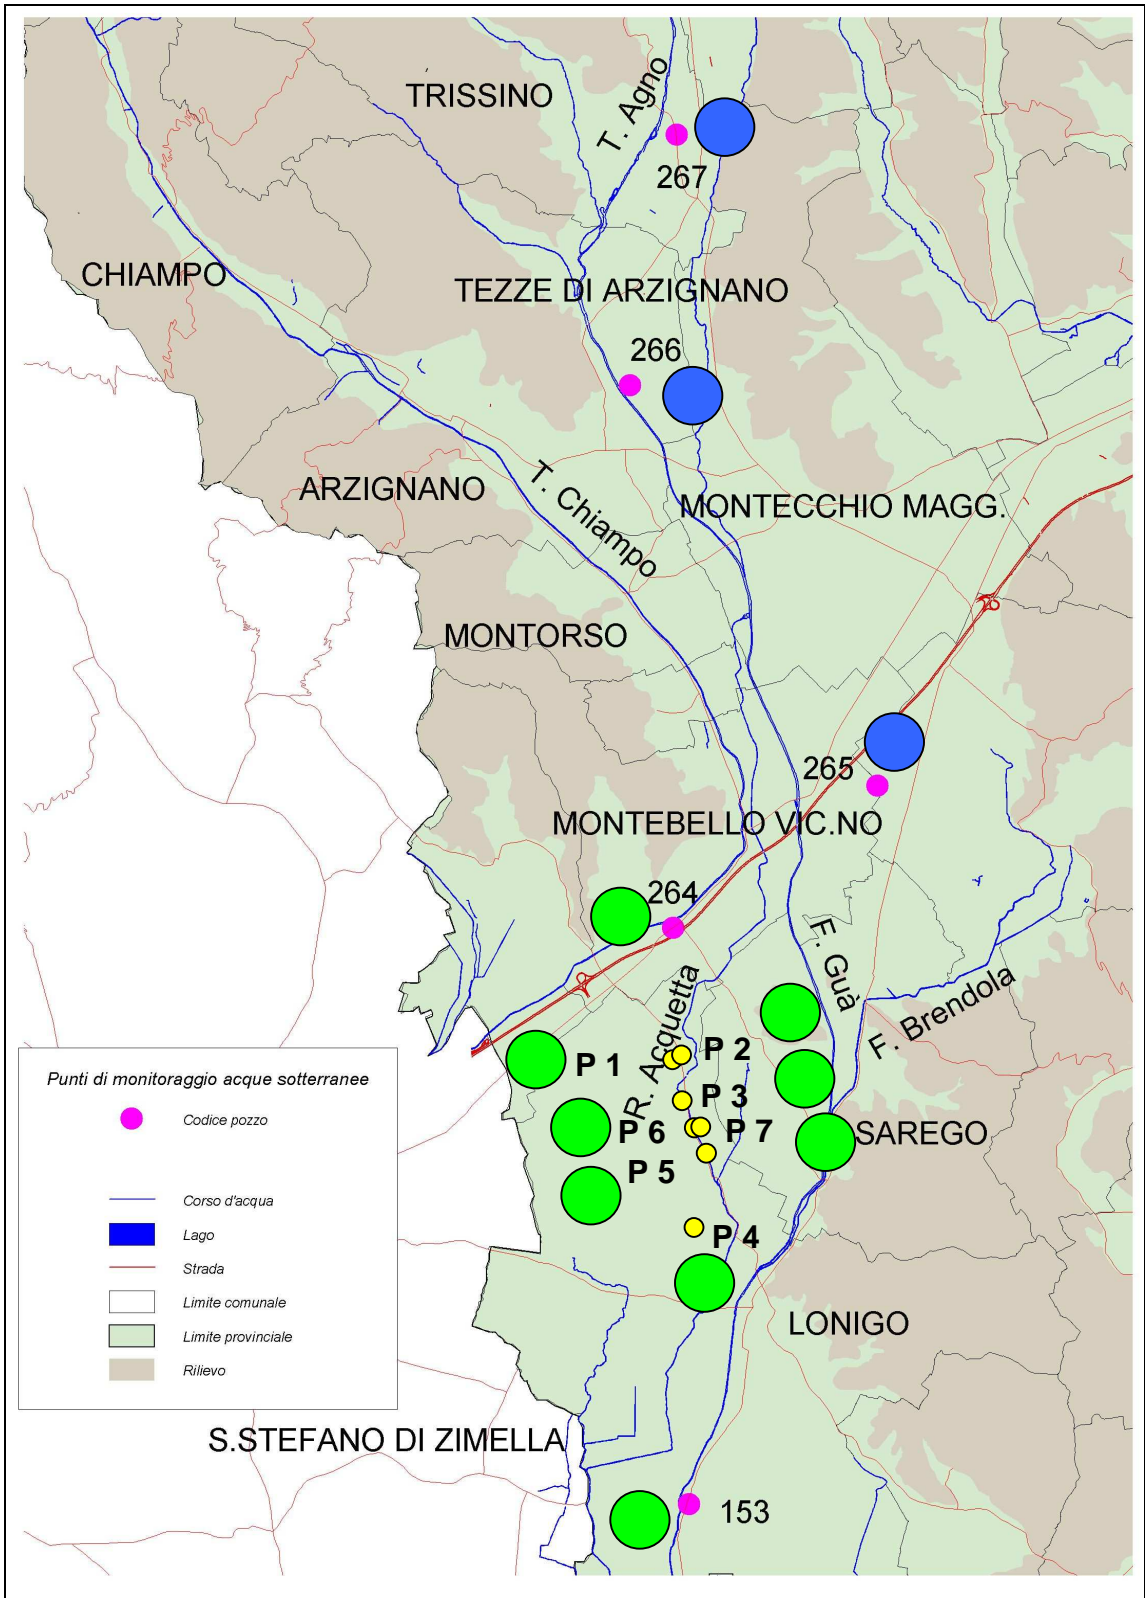 TRISSINO
T. Agno
267
CHIAMPO
TEZZE DI ARZIGNANO
266
ARZIGNANO
T. Chiampo
MONTECCHIO MAGG.
MONTORSO
265
MONTEBELLO VIC.NO
264
F. Guà
F. Brendola
R. Acquetta
P 1
P 2
P 3
P 6
P 7
SAREGO
P 5
P 4
LONIGO
Punti di monitoraggio acque sotterranee
Codice pozzo
Corso d'acqua
Lago
Strada
Limite comunale
Limite provinciale
Rilievo
S.STEFANO DI ZIMELLA
153